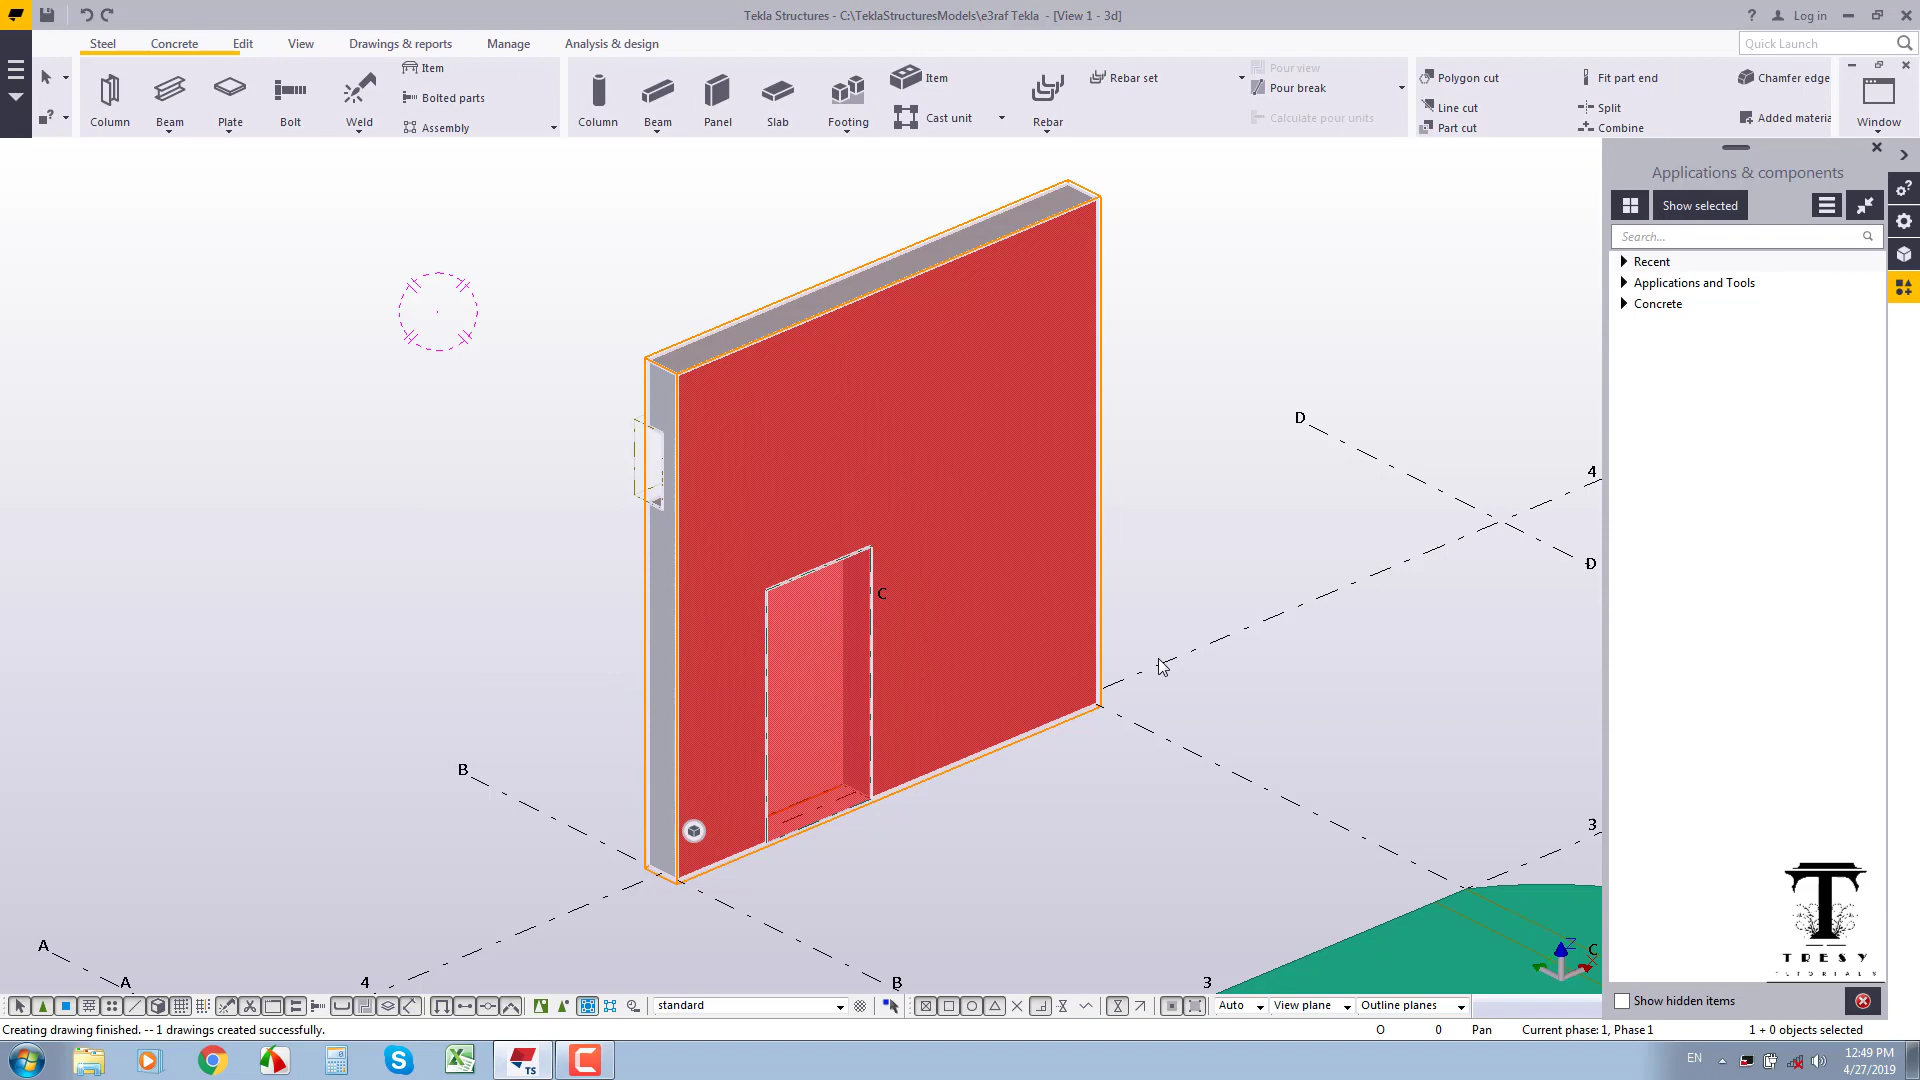 Tekla Structures - C:\TeklaStructuresModels\e3raf Tekla - [View 1 - 3d]
? Log in
Steel Concrete Edit View Drawings & reports Manage Analysis & design
Quick Launch
Item
Bolted parts
Assembly
Column Beam Plate Bolt Weld
Column Beam Panel Slab Footing
Item
Cast unit
Rebar
Rebar set
Pour view
Pour break
Calculate pour units
Polygon cut
Line cut
Part cut
Fit part end
Split
Combine
Chamfer edge
Added materia
Window
Applications & components
Show selected
Search...
Recent
Applications and Tools
Concrete
D
4
D
C
B
3
A
A
4
B
3
C
Z
X
TRESY
TUTORIALS
standard
Auto
View plane
Outline planes
Show hidden items
Creating drawing finished. -- 1 drawings created successfully.
O 0 Pan Current phase: 1, Phase 1 1 + 0 objects selected
TS
EN
12:49 PM
4/27/2019